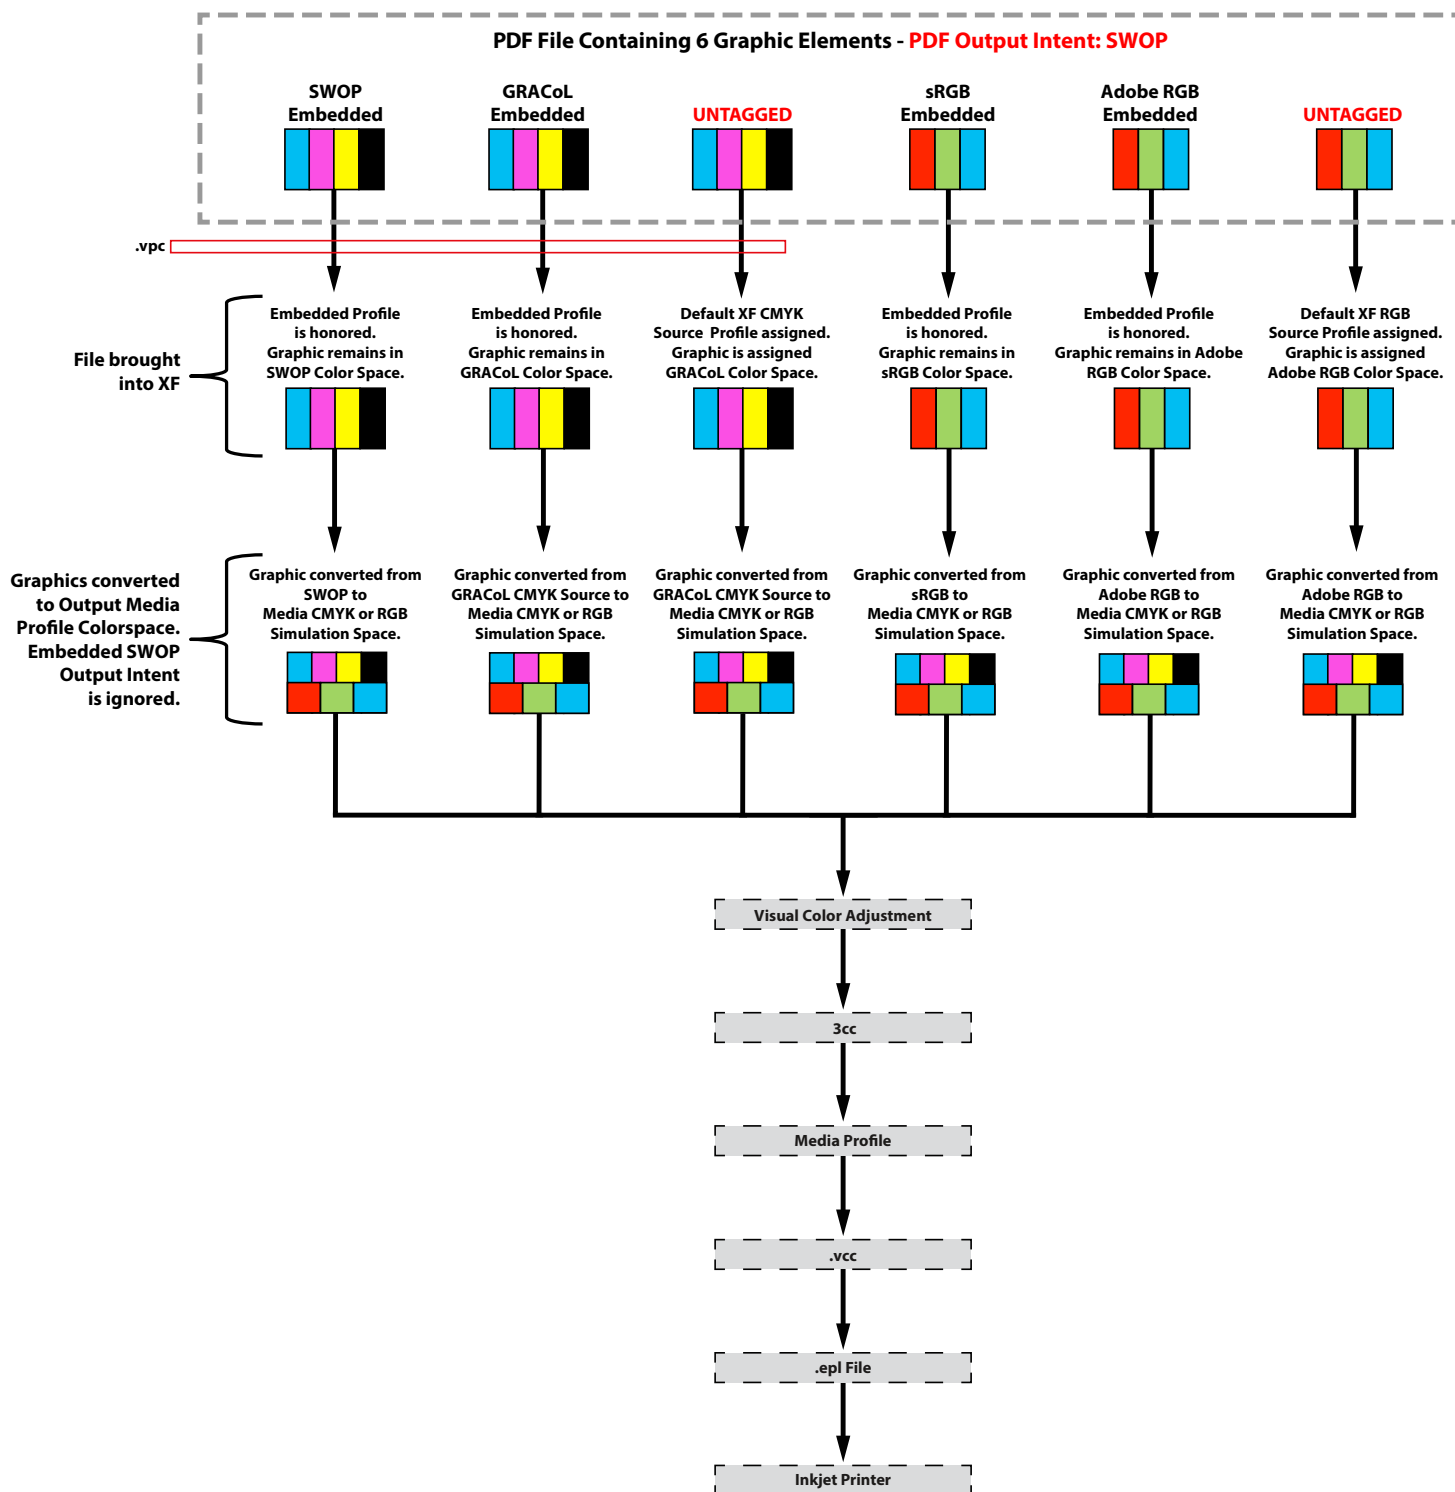 PDF File Containing 6 Graphic Elements - PDF Output Intent: SWOP
SWOP
Embedded
GRACoL
Embedded
UNTAGGED
sRGB
Embedded
Adobe RGB
Embedded
UNTAGGED
.vpc
File brought
into XF
Embedded Profile
is honored.
Graphic remains in
SWOP Color Space.
Embedded Profile
is honored.
Graphic remains in
GRACoL Color Space.
Default XF CMYK
Source Profile assigned.
Graphic is assigned
GRACoL Color Space.
Embedded Profile
is honored.
Graphic remains in
sRGB Color Space.
Embedded Profile
is honored.
Graphic remains in Adobe
RGB Color Space.
Default XF RGB
Source Profile assigned.
Graphic is assigned
Adobe RGB Color Space.
Graphics converted
to Output Media
Profile Colorspace.
Embedded SWOP
Output Intent
is ignored.
Graphic converted from
SWOP to
Media CMYK or RGB
Simulation Space.
Graphic converted from
GRACoL CMYK Source to
Media CMYK or RGB
Simulation Space.
Graphic converted from
GRACoL CMYK Source to
Media CMYK or RGB
Simulation Space.
Graphic converted from
sRGB to
Media CMYK or RGB
Simulation Space.
Graphic converted from
Adobe RGB to
Media CMYK or RGB
Simulation Space.
Graphic converted from
Adobe RGB to
Media CMYK or RGB
Simulation Space.
Visual Color Adjustment
3cc
Media Profile
.vcc
.epl File
Inkjet Printer